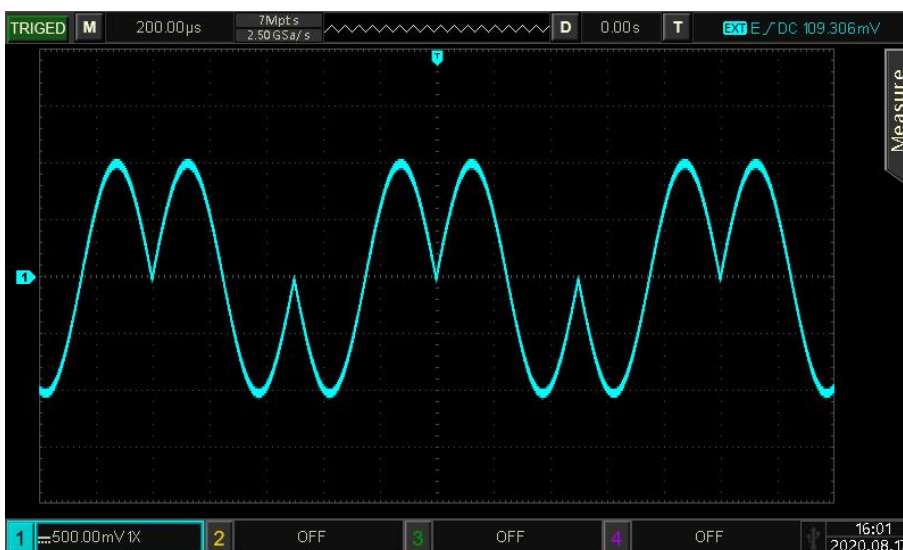 TRIGED M 200.00µs 7Mpts D 0.00s T EXT E DC 109.306mV
2.50GSa/s
T
Measure
1
1 500.00mV 1X 2 OFF 3 OFF 4 OFF 16:01